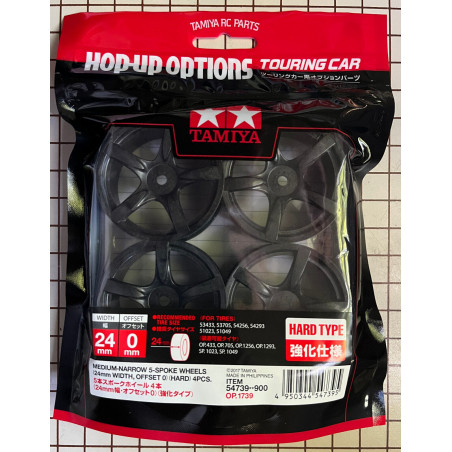 TAMIYA RC PARTS
HOP-UP OPTIONS
TOURING CAR
ツーリングカー用オプションパーツ
TAMIYA
WIDTH
幅
OFFSET
オフセット
24
mm
0
mm
RECOMMENDED
TIRE SIZE
24
《FOR TIRES》
53433, 53705, 54256, 54293
51023, 51049
OP.433, OP.705, OP.1256, OP.1293,
SP. 1023, SP. 1049
HARD TYPE
強化仕様
MEDIUM-NARROW 5-SPOKE WHEELS
(24mm WIDTH, OFFSET 0) (HARD) 4PCS.
5本スポークホイール 4本
(24mm幅・オフセット0) (強化タイプ)
©2017 TAMIYA
MADE IN PHILIPPINES
ITEM
54739--900
OP.1739
4 950344 547395